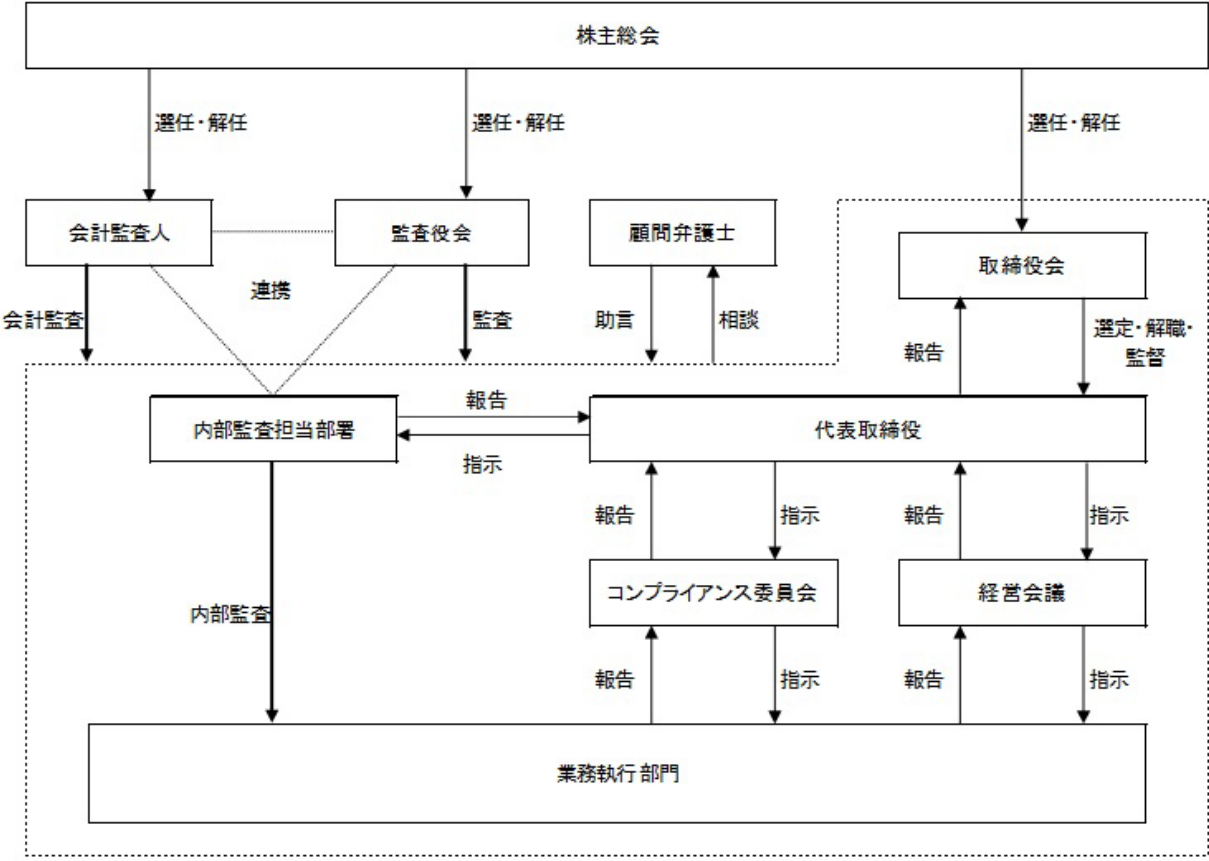 株主総会
選任・解任
選任・解任
選任・解任
会計監査人
監査役会
顧問弁護士
取締役会
連携
会計監査
監査
助言
相談
報告
選定・解職・
監督
内部監査担当部署
報告
指示
代表取締役
報告
指示
報告
指示
コンプライアンス委員会
経営会議
内部監査
報告
指示
報告
指示
業務執行部門